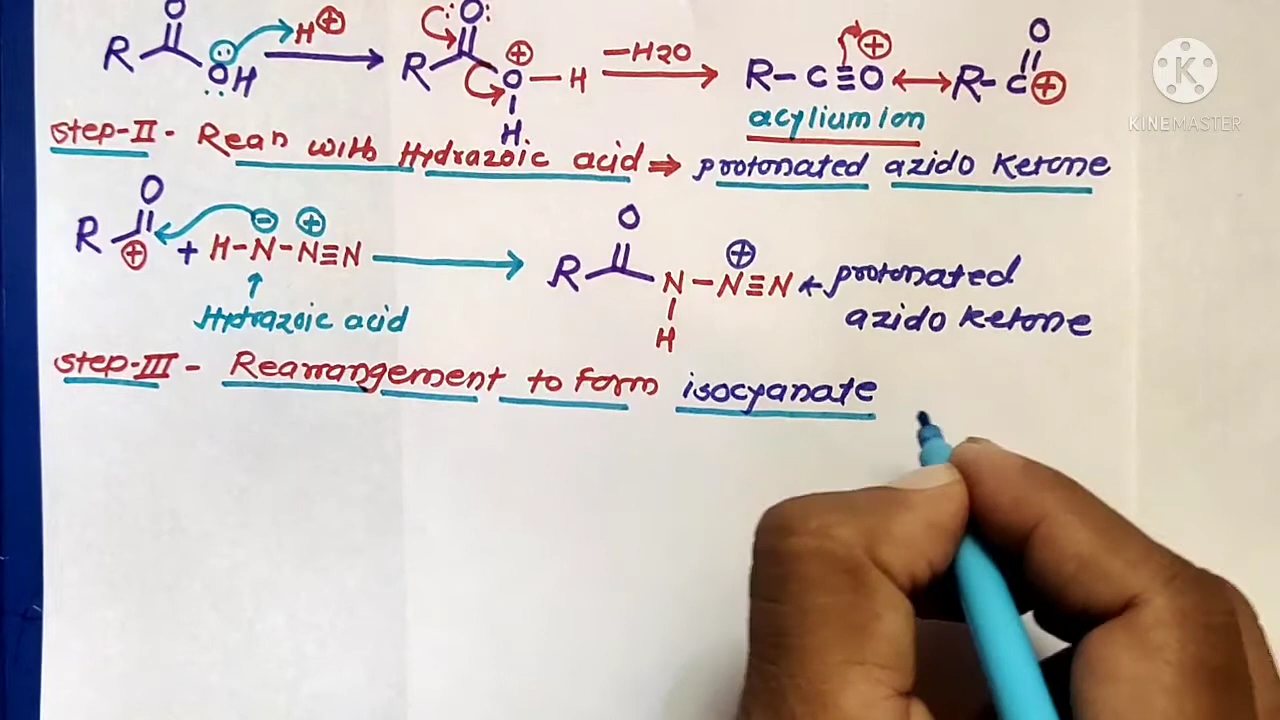 R O OH H⊕ R O ⊕O-H H -H2O R-C≡O⊕ ↔ R-C⊕ O
acylium ion
KINEMASTER
Step-II - Rean with Hydrazoic acid ⇒ protonated azido ketone
R O ⊕ + H-N⊖-N⊕≡N → R O N-N⊕≡N H ← protonated
azido ketone
↑
Hydrazoic acid
Step-III - Rearrangement to form isocyanate